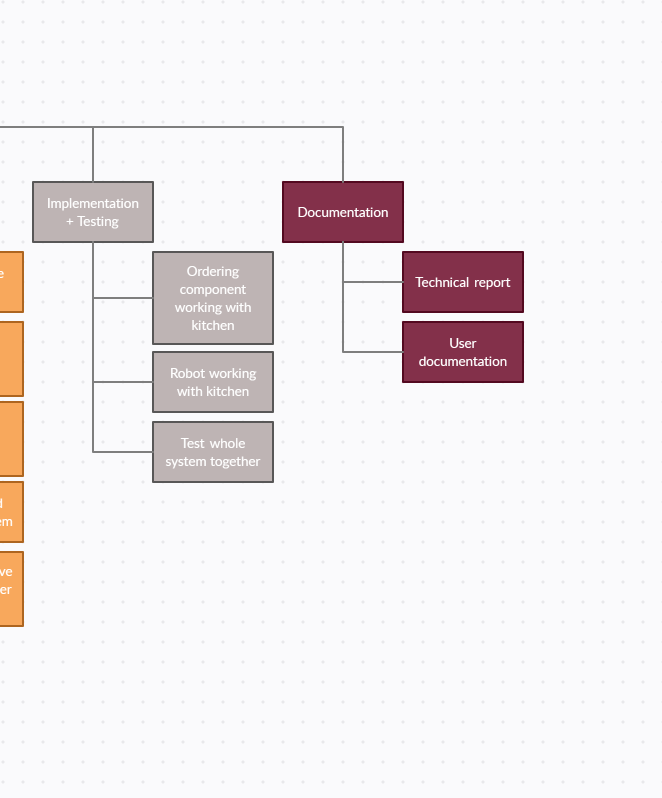 Implementation
+ Testing
Ordering
component
working with
kitchen
Robot working
with kitchen
Test whole
system together
Documentation
Technical report
User
documentation